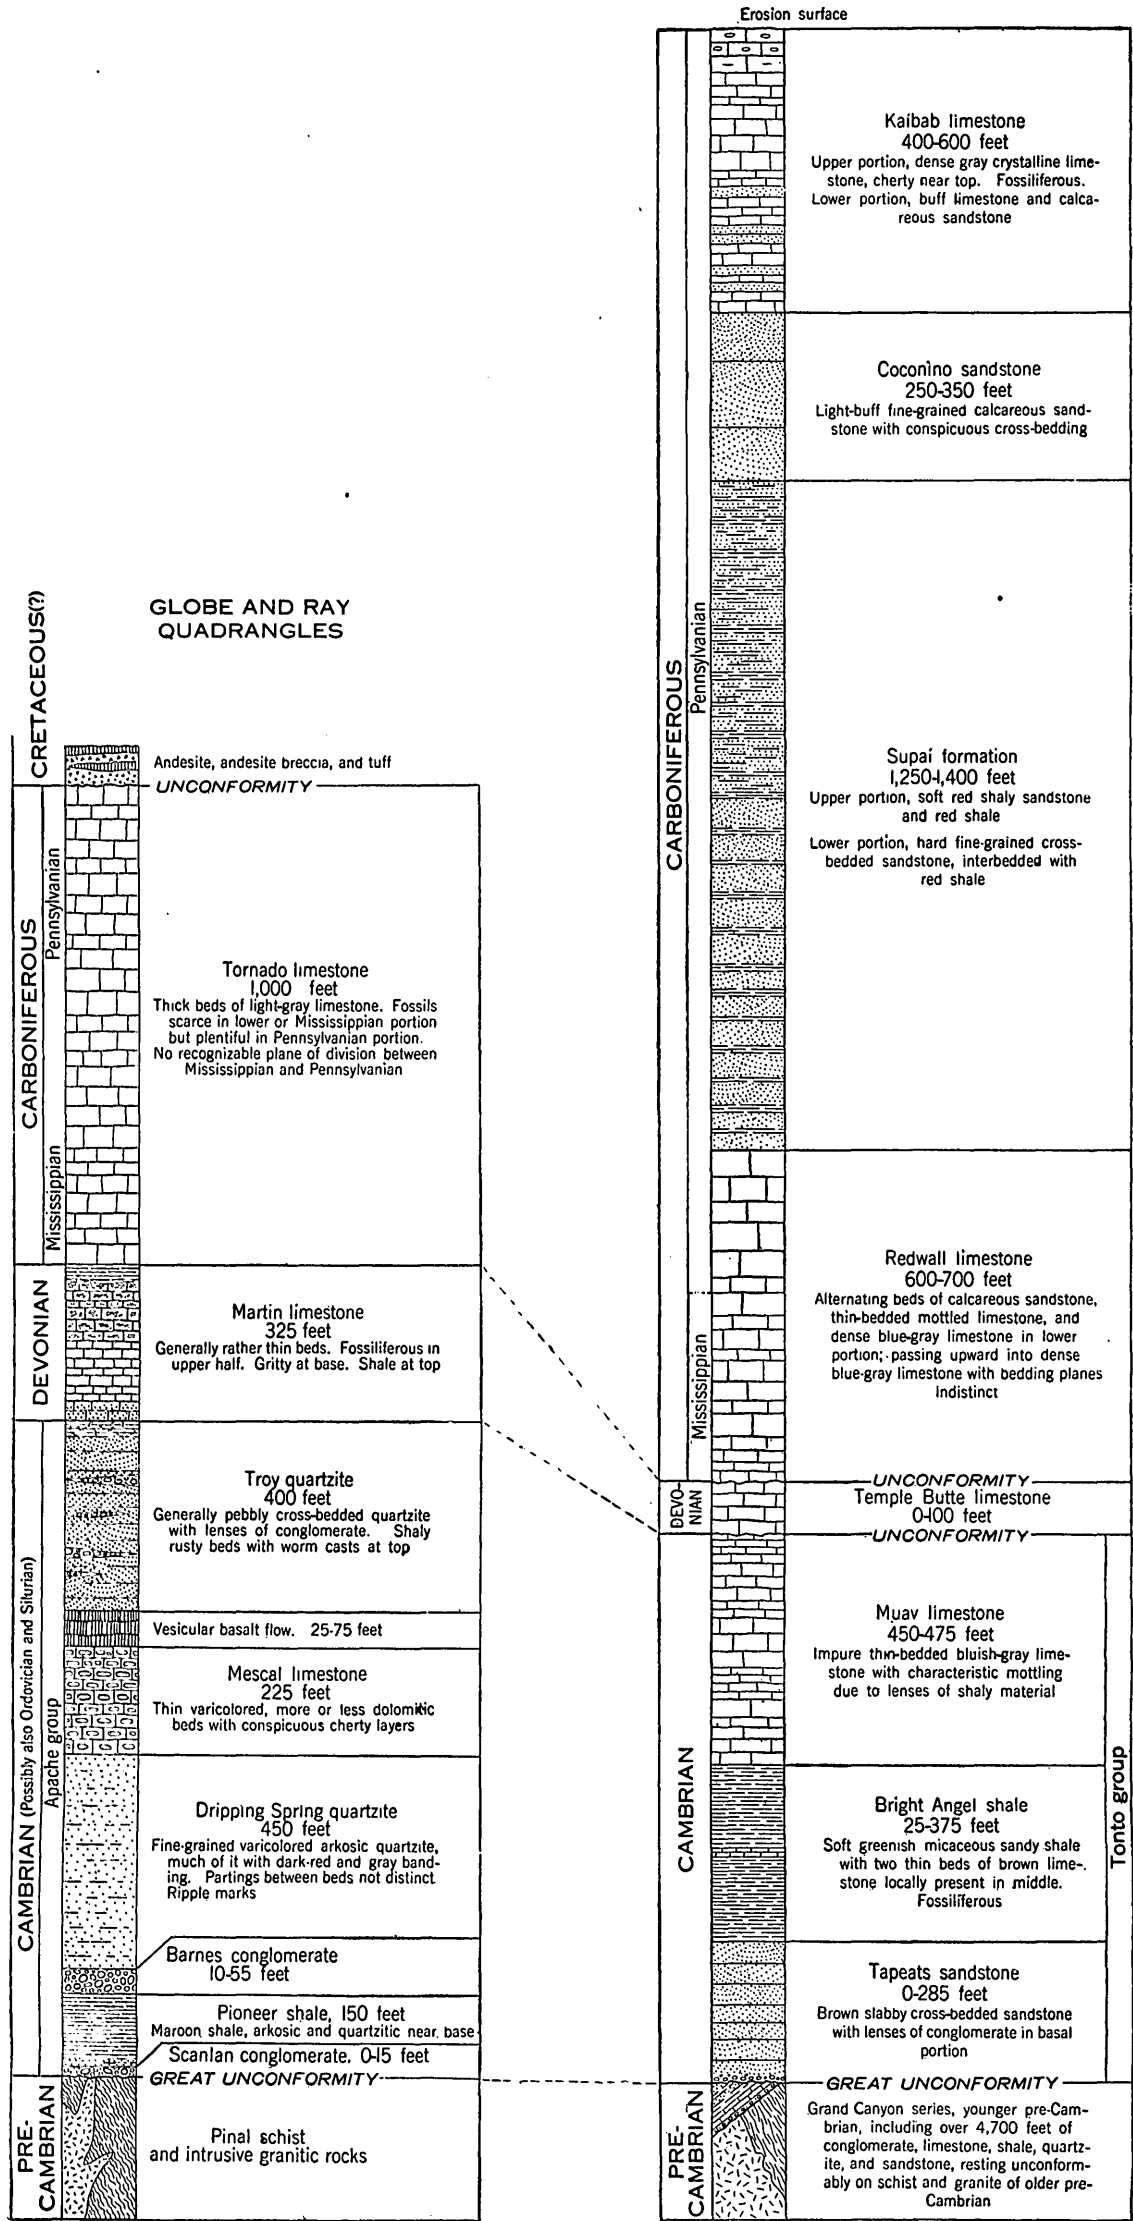 GLOBE AND RAY
QUADRANGLES
CRETACEOUS(?)
Andesite, andesite breccia, and tuff
UNCONFORMITY
CARBONIFEROUS
Pennsylvanian
Mississippian
Tornado limestone
1,000 feet
Thick beds of light-gray limestone. Fossils
scarce in lower or Mississippian portion
but plentiful in Pennsylvanian portion.
No recognizable plane of division between
Mississippian and Pennsylvanian
DEVONIAN
Martin limestone
325 feet
Generally rather thin beds. Fossiliferous in
upper half. Gritty at base. Shale at top
CAMBRIAN (Possibly also Ordovician and Silurian)
Apache group
Troy quartzite
400 feet
Generally pebbly cross-bedded quartzite
with lenses of conglomerate. Shaly
rusty beds with worm casts at top
Vesicular basalt flow. 25-75 feet
Mescal limestone
225 feet
Thin varicolored, more or less dolomitic
beds with conspicuous cherty layers
Dripping Spring quartzite
450 feet
Fine-grained varicolored arkosic quartzite,
much of it with dark-red and gray band-
ing. Partings between beds not distinct
Ripple marks
Barnes conglomerate
10-55 feet
Pioneer shale, 150 feet
Maroon shale, arkosic and quartzitic near base
Scanlan conglomerate. 0-15 feet
GREAT UNCONFORMITY
PRE-
CAMBRIAN
Pinal schist
and intrusive granitic rocks
Erosion surface
CARBONIFEROUS
Pennsylvanian
Mississippian
Kaibab limestone
400-600 feet
Upper portion, dense gray crystalline lime-
stone, cherty near top. Fossiliferous.
Lower portion, buff limestone and calca-
reous sandstone
Coconino sandstone
250-350 feet
Light-buff fine-grained calcareous sand-
stone with conspicuous cross-bedding
Supai formation
1,250-1,400 feet
Upper portion, soft red shaly sandstone
and red shale
Lower portion, hard fine-grained cross-
bedded sandstone, interbedded with
red shale
Redwall limestone
600-700 feet
Alternating beds of calcareous sandstone,
thin-bedded mottled limestone, and
dense blue-gray limestone in lower
portion; passing upward into dense
blue-gray limestone with bedding planes
indistinct
UNCONFORMITY
DEVO-
NIAN
Temple Butte limestone
0-100 feet
UNCONFORMITY
CAMBRIAN
Tonto group
Muav limestone
450-475 feet
Impure thin-bedded bluish-gray lime-
stone with characteristic mottling
due to lenses of shaly material
Bright Angel shale
25-375 feet
Soft greenish micaceous sandy shale
with two thin beds of brown lime-
stone locally present in middle.
Fossiliferous
Tapeats sandstone
0-285 feet
Brown slabby cross-bedded sandstone
with lenses of conglomerate in basal
portion
GREAT UNCONFORMITY
PRE-
CAMBRIAN
Grand Canyon series, younger pre-Cam-
brian, including over 4,700 feet of
conglomerate, limestone, shale, quartz-
ite, and sandstone, resting unconform-
ably on schist and granite of older pre-
Cambrian